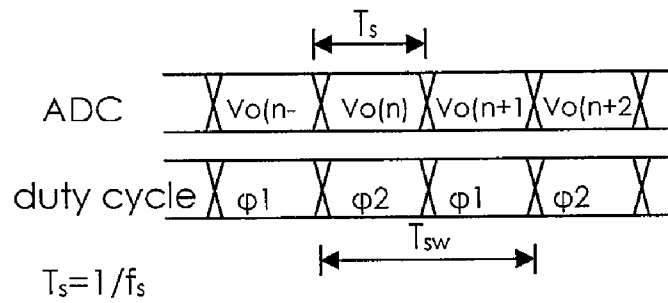 Ts
ADC Vo(n- Vo(n) Vo(n+1 Vo(n+2
duty cycle φ1 φ2 φ1 φ2
Tsw
Ts=1/fs